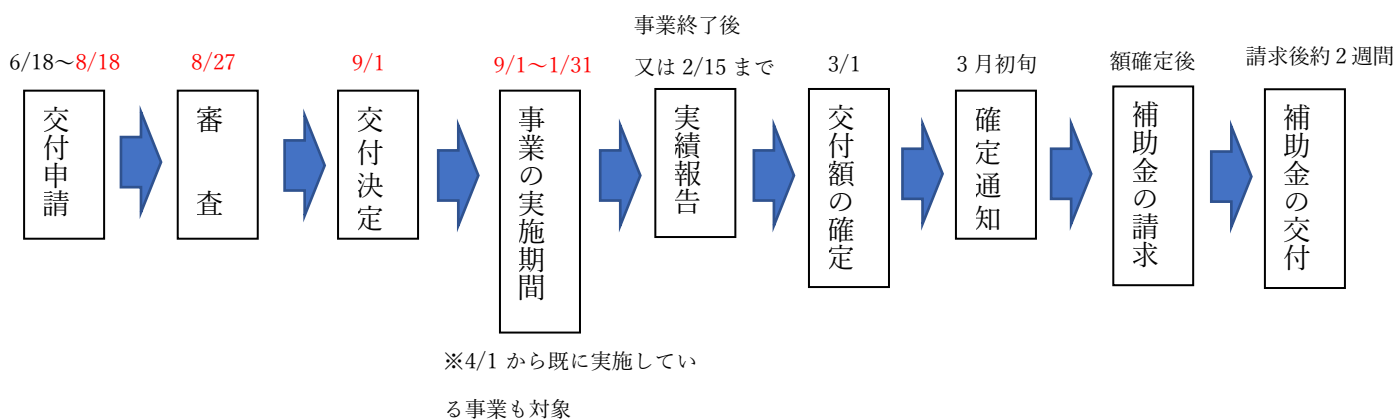 6/18～8/18
交付申請
8/27
審　査
9/1
交付決定
9/1～1/31
事業の実施期間
※4/1 から既に実施してい
る事業も対象
事業終了後
又は 2/15 まで
実績報告
3/1
交付額の確定
3 月初旬
確定通知
額確定後
補助金の請求
請求後約 2 週間
補助金の交付